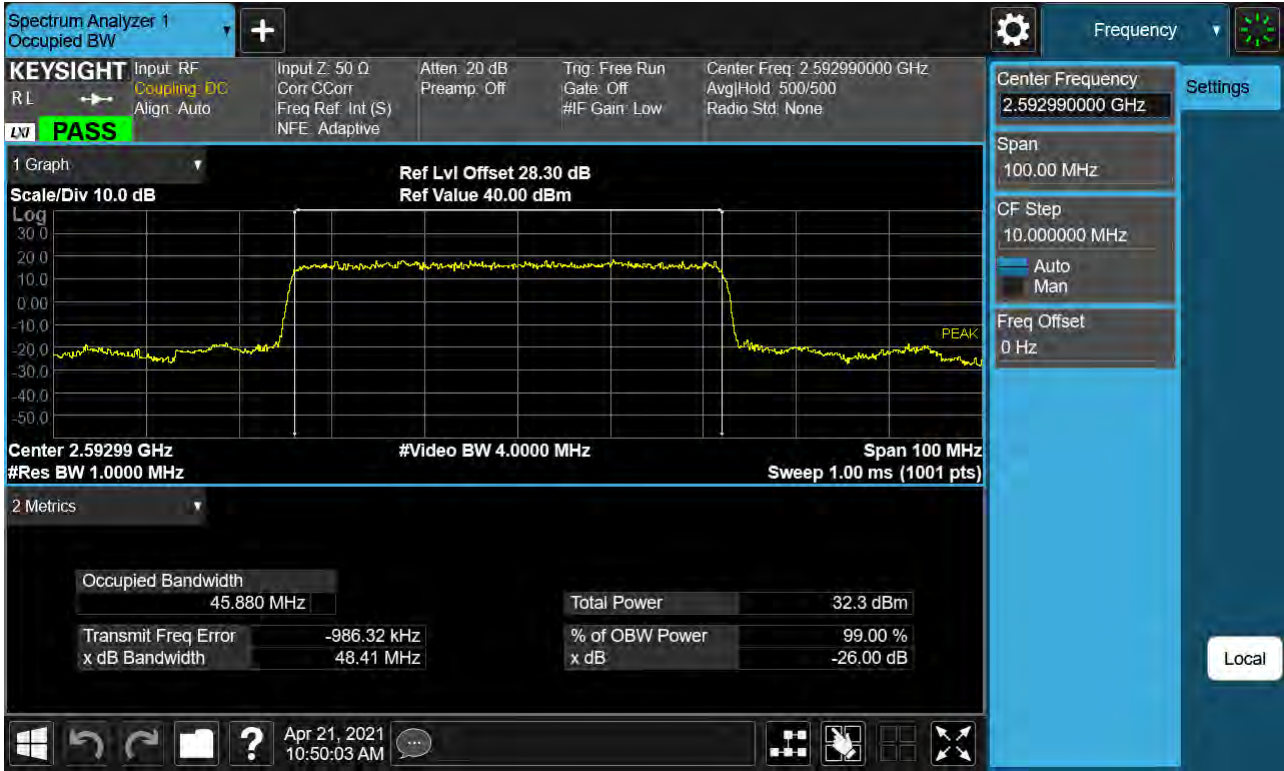 Spectrum Analyzer 1
Occupied BW
+
Frequency
KEYSIGHT
Input: RF
Coupling: DC
Align: Auto
Input Z: 50 Ω
Corr CCorr
Freq Ref: Int (S)
NFE: Adaptive
Atten: 20 dB
Preamp: Off
Trig: Free Run
Gate: Off
#IF Gain: Low
Center Freq: 2.592990000 GHz
Avg|Hold: 500/500
Radio Std: None
R L
LXI
PASS
Center Frequency
2.592990000 GHz
Settings
Span
100.00 MHz
CF Step
10.000000 MHz
Auto
Man
Freq Offset
0 Hz
Local
1 Graph
Scale/Div 10.0 dB
Ref Lvl Offset 28.30 dB
Ref Value 40.00 dBm
Log
30.0
20.0
10.0
0.00
-10.0
-20.0
-30.0
-40.0
-50.0
PEAK
Center 2.59299 GHz
#Video BW 4.0000 MHz
Span 100 MHz
#Res BW 1.0000 MHz
Sweep 1.00 ms (1001 pts)
2 Metrics
Occupied Bandwidth
45.880 MHz
Total Power 32.3 dBm
Transmit Freq Error -986.32 kHz
% of OBW Power 99.00 %
x dB Bandwidth 48.41 MHz
x dB -26.00 dB
?
Apr 21, 2021
10:50:03 AM